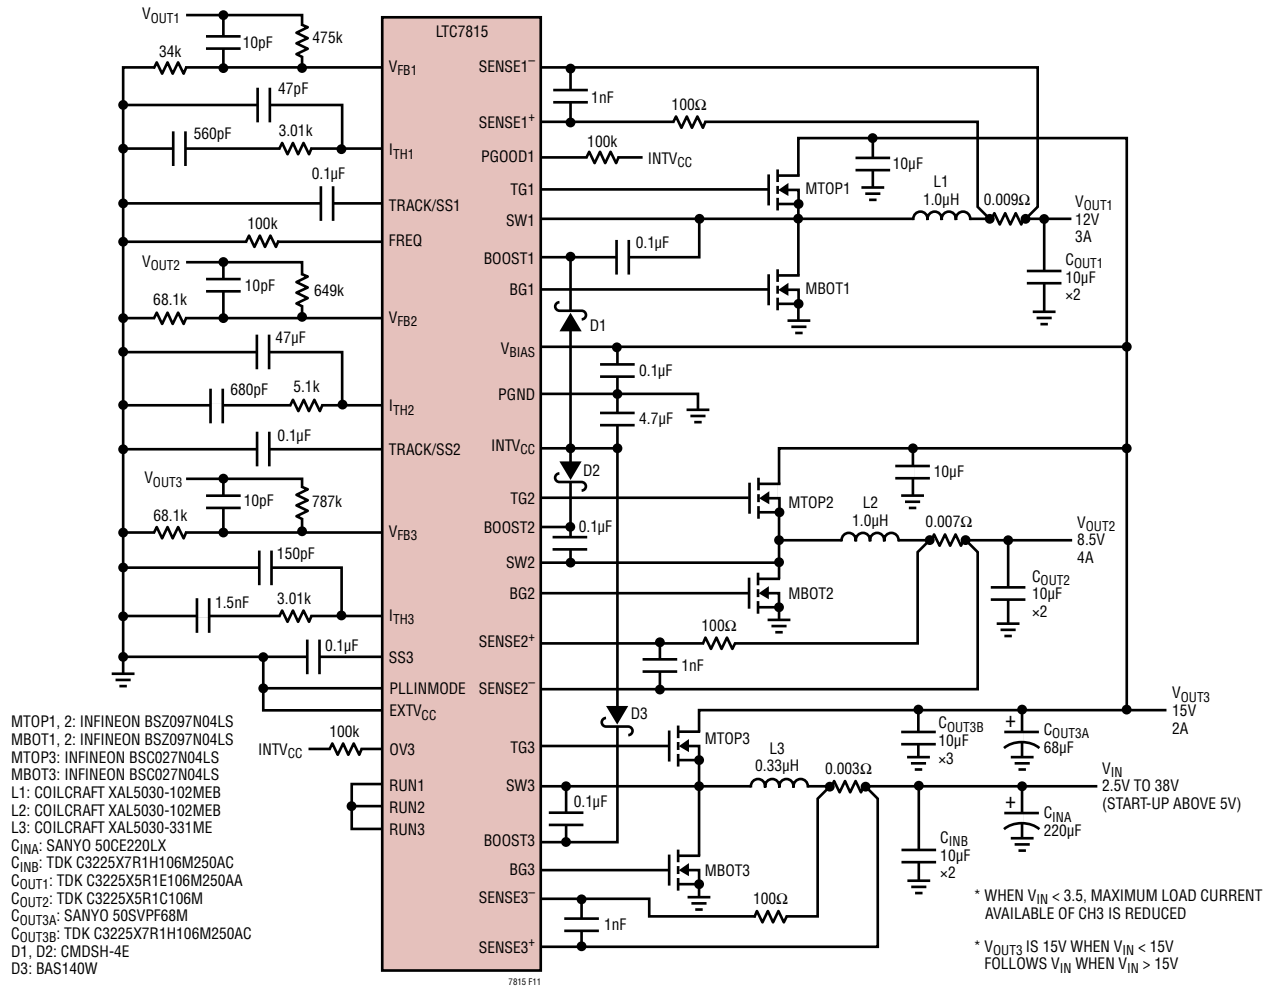 VOUT1
10pF
475k
34k
VFB1
47pF
560pF
3.01k
ITH1
0.1µF
TRACK/SS1
100k
FREQ
VOUT2
10pF
649k
68.1k
VFB2
47µF
680pF
5.1k
ITH2
0.1µF
TRACK/SS2
VOUT3
10pF
787k
68.1k
VFB3
150pF
1.5nF
3.01k
ITH3
0.1µF
SS3
PLLINMODE
EXTVCC
100k
INTVCC
0V3
RUN1
RUN2
RUN3
LTC7815
SENSE1–
1nF
100Ω
SENSE1+
100k
PGOOD1
INTVCC
10µF
TG1
MTOP1
L1
1.0µH
0.009Ω
VOUT1
12V
3A
SW1
0.1µF
BOOST1
COUT1
10µF
×2
BG1
MBOT1
D1
VBIAS
0.1µF
PGND
4.7µF
INTVCC
D2
10µF
TG2
MTOP2
L2
1.0µH
0.007Ω
VOUT2
8.5V
4A
BOOST2
0.1µF
SW2
COUT2
10µF
×2
BG2
MBOT2
100Ω
SENSE2+
1nF
SENSE2–
D3
VOUT3
15V
2A
COUT3B
10µF
×3
COUT3A
68µF
+
TG3
MTOP3
L3
0.33µH
0.003Ω
VIN
2.5V TO 38V
(START-UP ABOVE 5V)
SW3
0.1µF
+
CINA
220µF
BOOST3
CINB
10µF
×2
BG3
MBOT3
SENSE3–
100Ω
1nF
SENSE3+
MTOP1, 2: INFINEON BSZ097N04LS
MBOT1, 2: INFINEON BSZ097N04LS
MTOP3: INFINEON BSC027N04LS
MBOT3: INFINEON BSC027N04LS
L1: COILCRAFT XAL5030-102MEB
L2: COILCRAFT XAL5030-102MEB
L3: COILCRAFT XAL5030-331ME
CINA: SANYO 50CE220LX
CINB: TDK C3225X7R1H106M250AC
COUT1: TDK C3225X5R1E106M250AA
COUT2: TDK C3225X5R1C106M
COUT3A: SANYO 50SVPF68M
COUT3B: TDK C3225X7R1H106M250AC
D1, D2: CMDSH-4E
D3: BAS140W
* WHEN VIN < 3.5, MAXIMUM LOAD CURRENT
AVAILABLE OF CH3 IS REDUCED
* VOUT3 IS 15V WHEN VIN < 15V
FOLLOWS VIN WHEN VIN > 15V
7815 F11